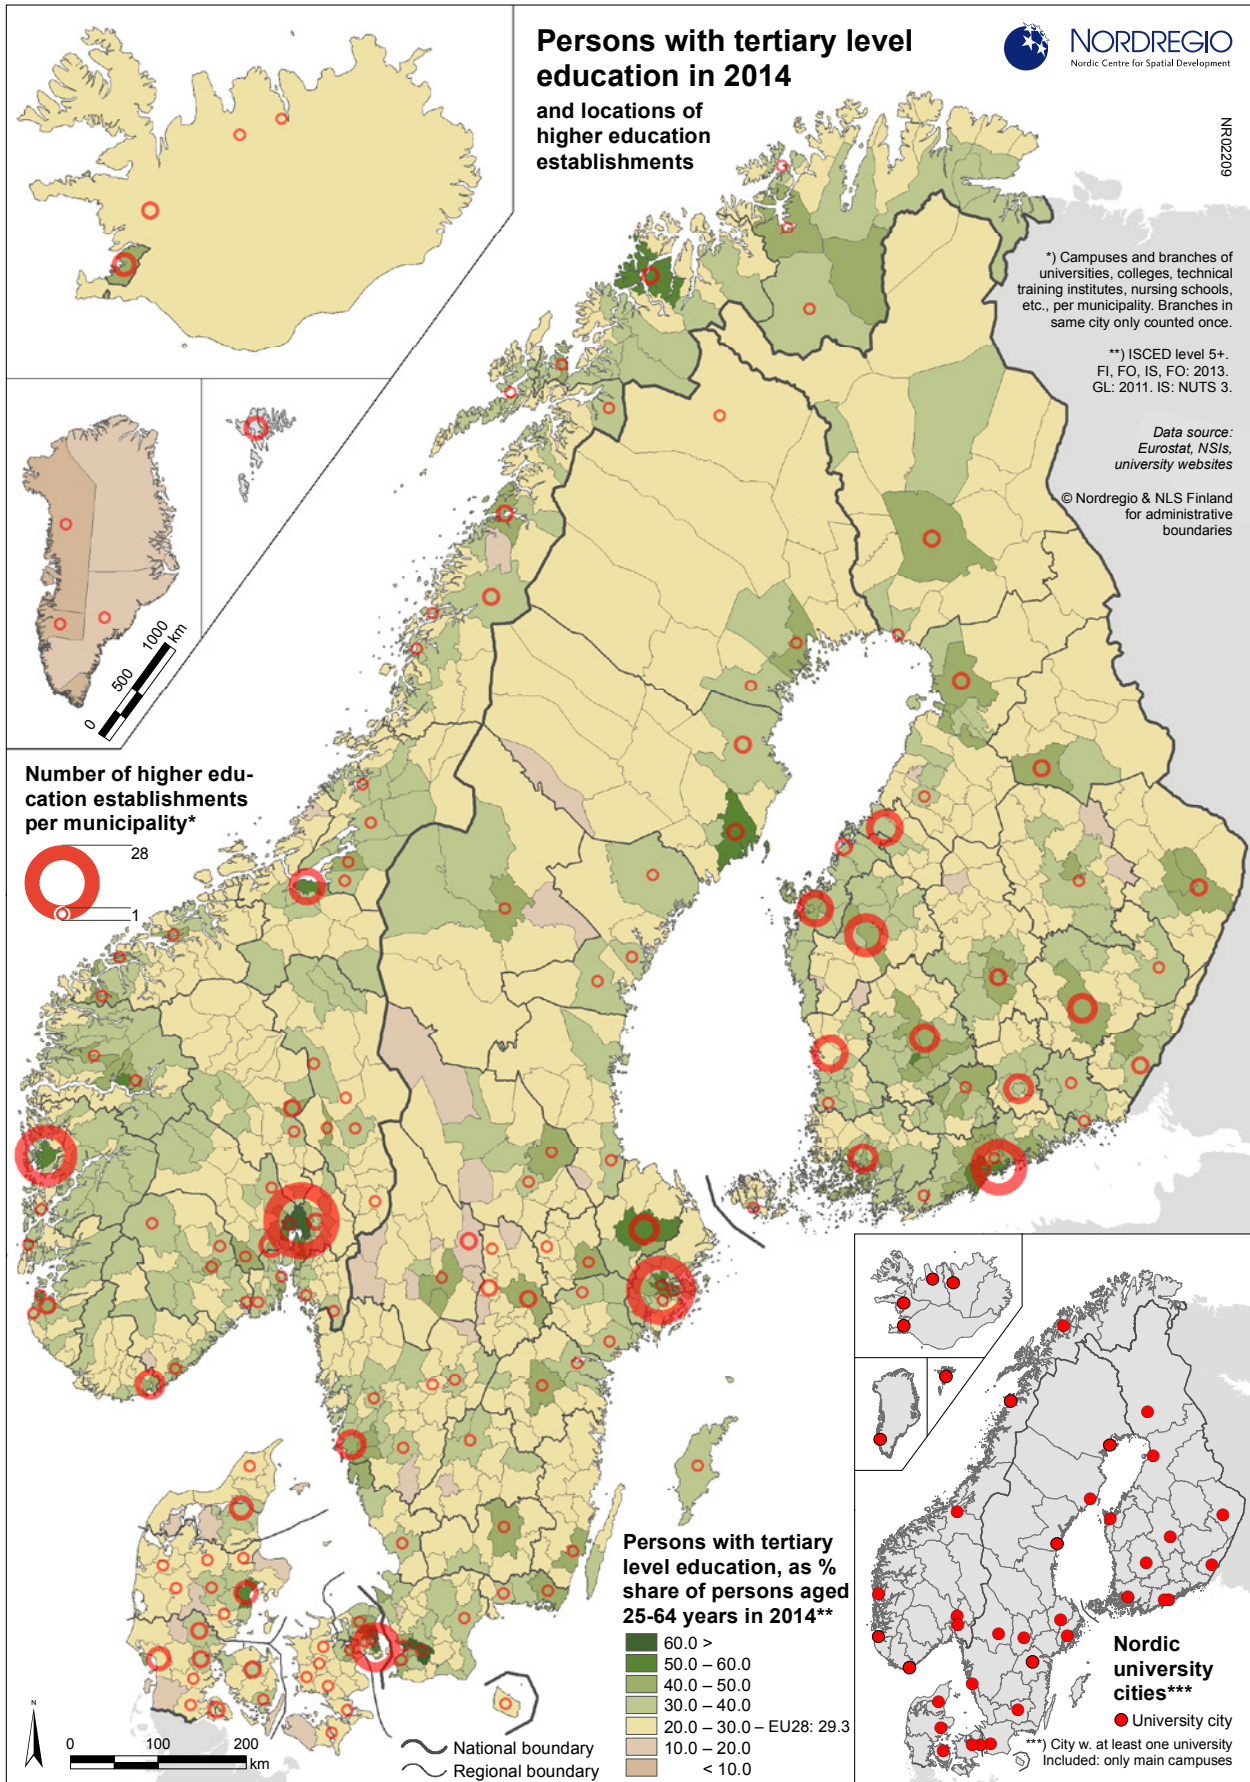 Persons with tertiary level
education in 2014
and locations of
higher education
establishments
NORDREGIO
Nordic Centre for Spatial Development
NR02209
*) Campuses and branches of
universities, colleges, technical
training institutes, nursing schools,
etc., per municipality. Branches in
same city only counted once.
**) ISCED level 5+.
FI, FO, IS, FO: 2013.
GL: 2011. IS: NUTS 3.
Data source:
Eurostat, NSIs,
university websites
© Nordregio & NLS Finland
for administrative
boundaries
0 500 1000
km
Number of higher edu-
cation establishments
per municipality*
28
1
Persons with tertiary
level education, as %
share of persons aged
25-64 years in 2014**
60.0 >
50.0 – 60.0
40.0 – 50.0
30.0 – 40.0
20.0 – 30.0 – EU28: 29.3
10.0 – 20.0
< 10.0
N
0 100 200
km
National boundary
Regional boundary
Nordic
university
cities***
University city
***) City w. at least one university
Included: only main campuses